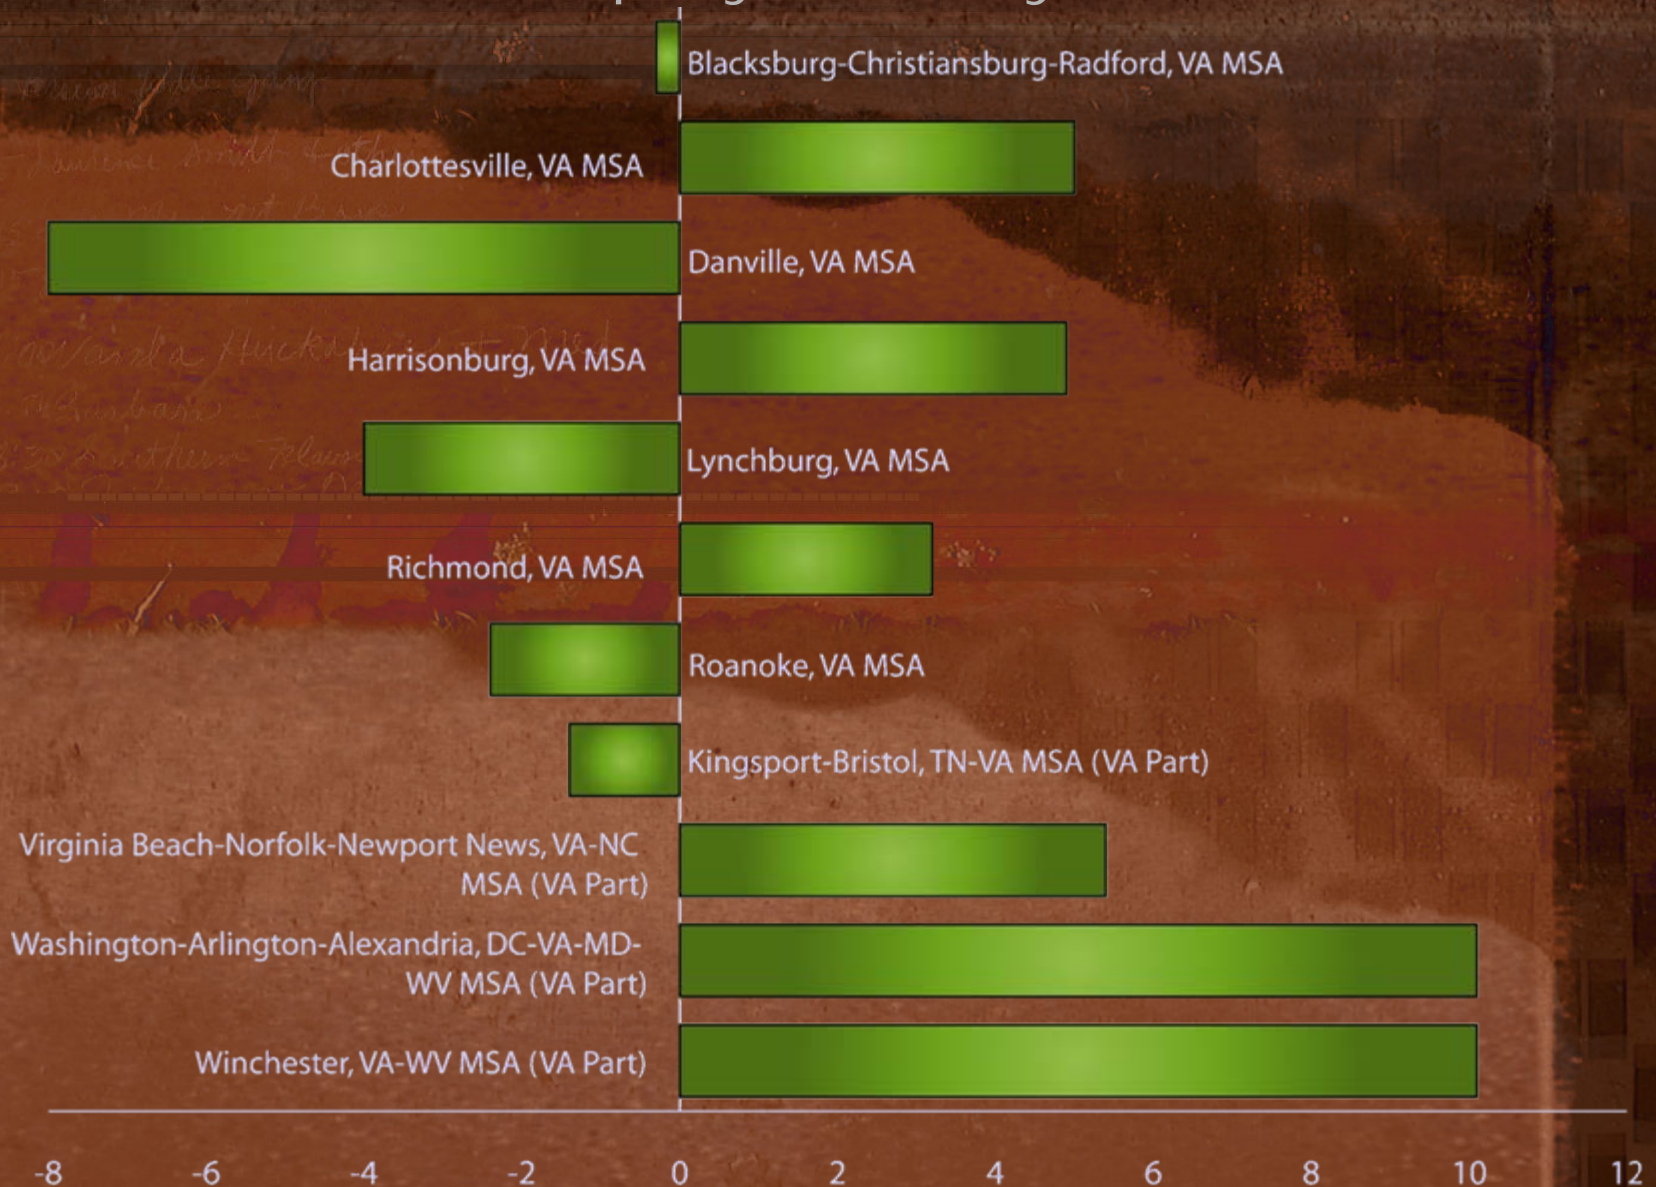 Blacksburg-Christiansburg-Radford, VA MSA
Charlottesville, VA MSA
Danville, VA MSA
Harrisonburg, VA MSA
Lynchburg, VA MSA
Richmond, VA MSA
Roanoke, VA MSA
Kingsport-Bristol, TN-VA MSA (VA Part)
Virginia Beach-Norfolk-Newport News, VA-NC
MSA (VA Part)
Washington-Arlington-Alexandria, DC-VA-MD-
WV MSA (VA Part)
Winchester, VA-WV MSA (VA Part)
-8 -6 -4 -2 0 2 4 6 8 10 12